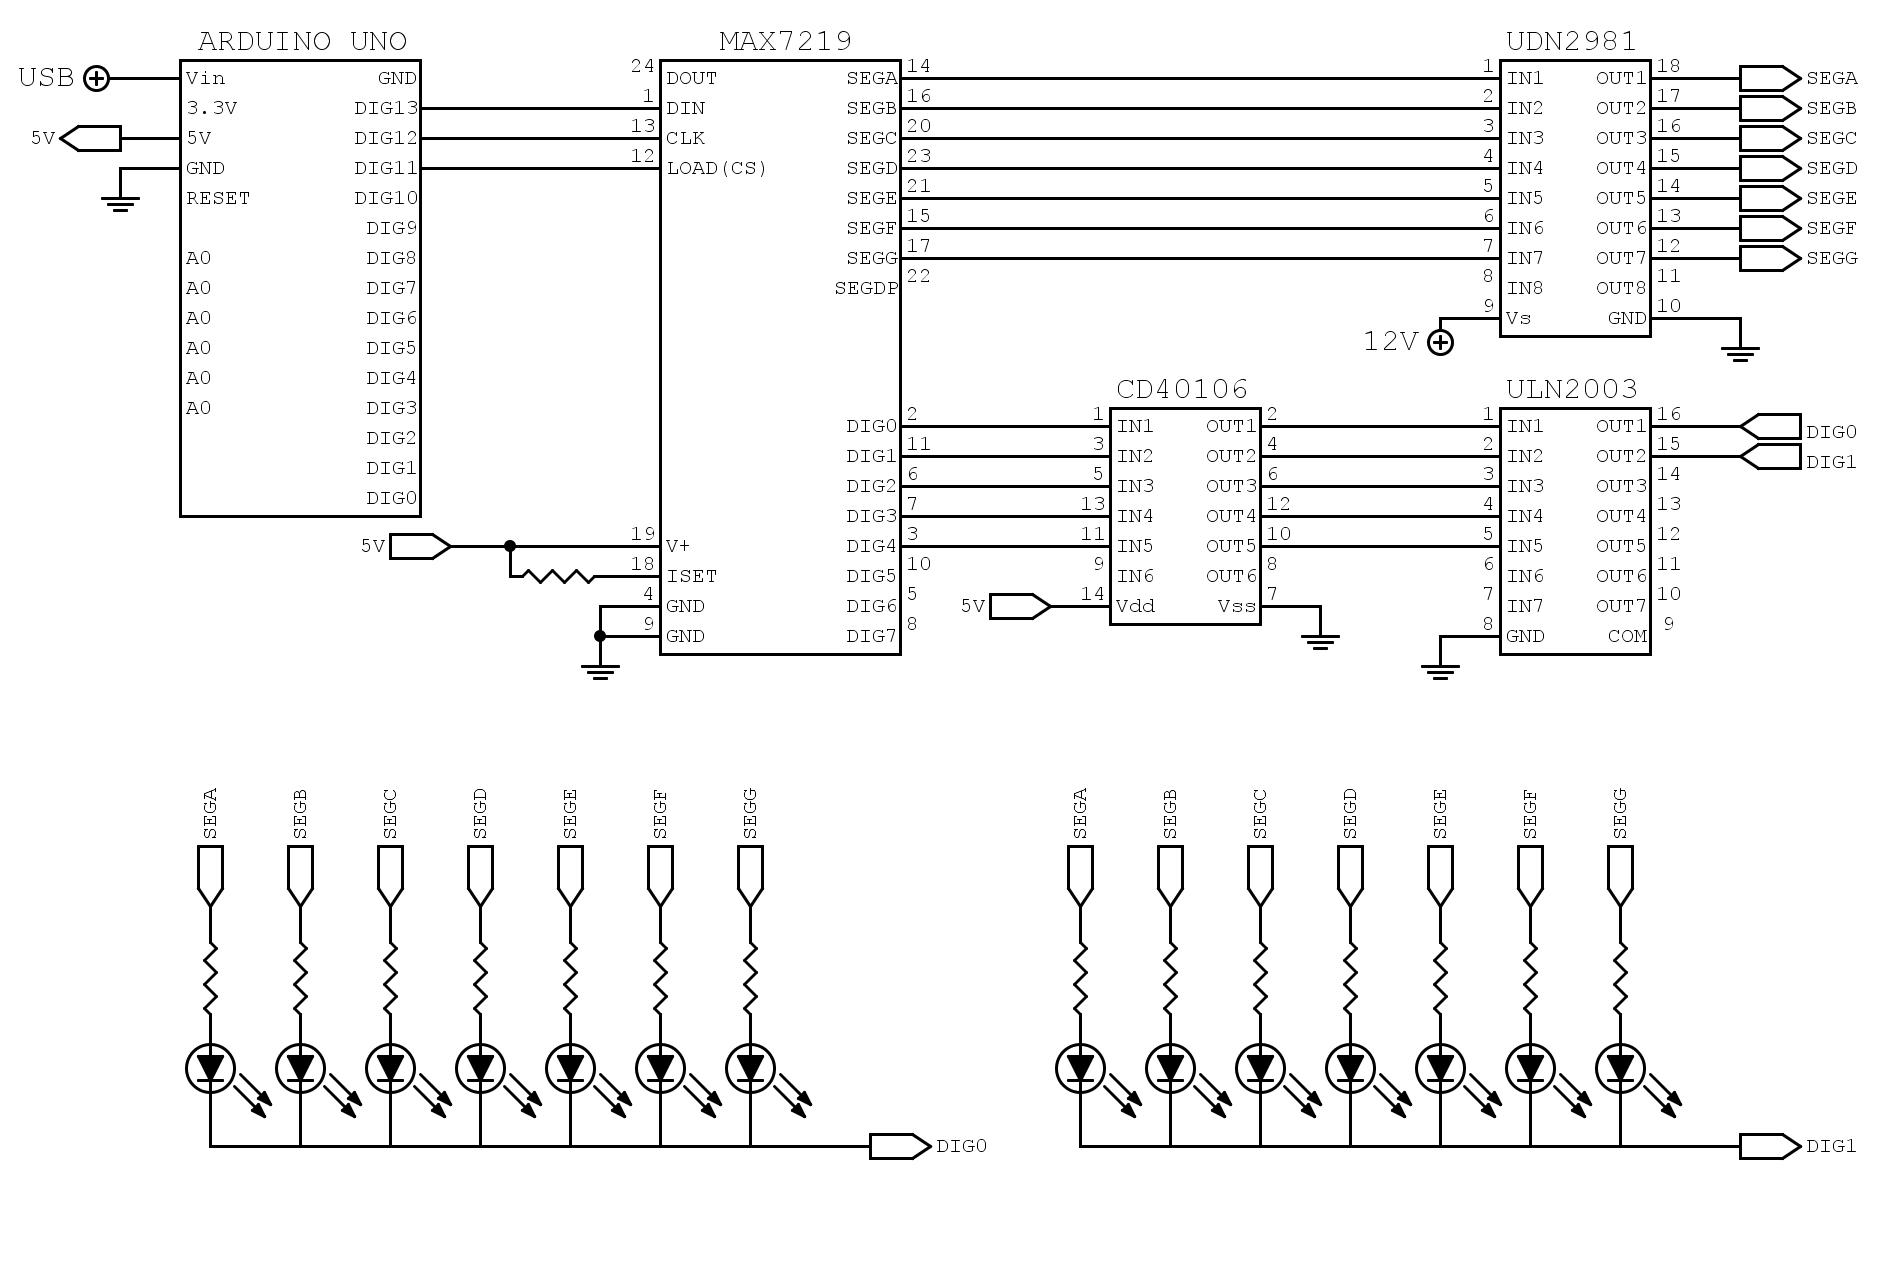 ARDUINO UNO
USB
Vin
3.3V
5V
5V
GND
RESET
A0
A0
A0
A0
A0
A0
GND
DIG13
DIG12
DIG11
DIG10
DIG9
DIG8
DIG7
DIG6
DIG5
DIG4
DIG3
DIG2
DIG1
DIG0
MAX7219
24 DOUT
1 DIN
13 CLK
12 LOAD(CS)
5V
19 V+
18 ISET
4 GND
9 GND
SEGA 14
SEGB 16
SEGC 20
SEGD 23
SEGE 21
SEGF 15
SEGG 17
SEGDP 22
DIG0 2
DIG1 11
DIG2 6
DIG3 7
DIG4 3
DIG5 10
DIG6 5
DIG7 8
CD40106
1 IN1
3 IN2
5 IN3
13 IN4
11 IN5
9 IN6
5V
14 Vdd
OUT1 2
OUT2 4
OUT3 6
OUT4 12
OUT5 10
OUT6 8
Vss 7
UDN2981
1 IN1
2 IN2
3 IN3
4 IN4
5 IN5
6 IN6
7 IN7
8 IN8
9 Vs
12V
OUT1 18 SEGA
OUT2 17 SEGB
OUT3 16 SEGC
OUT4 15 SEGD
OUT5 14 SEGE
OUT6 13 SEGF
OUT7 12 SEGG
OUT8 11
GND 10
ULN2003
1 IN1
2 IN2
3 IN3
4 IN4
5 IN5
6 IN6
7 IN7
8 GND
OUT1 16 DIG0
OUT2 15 DIG1
OUT3 14
OUT4 13
OUT5 12
OUT6 11
OUT7 10
COM 9
SEGA
SEGB
SEGC
SEGD
SEGE
SEGF
SEGG
DIG0
SEGA
SEGB
SEGC
SEGD
SEGE
SEGF
SEGG
DIG1